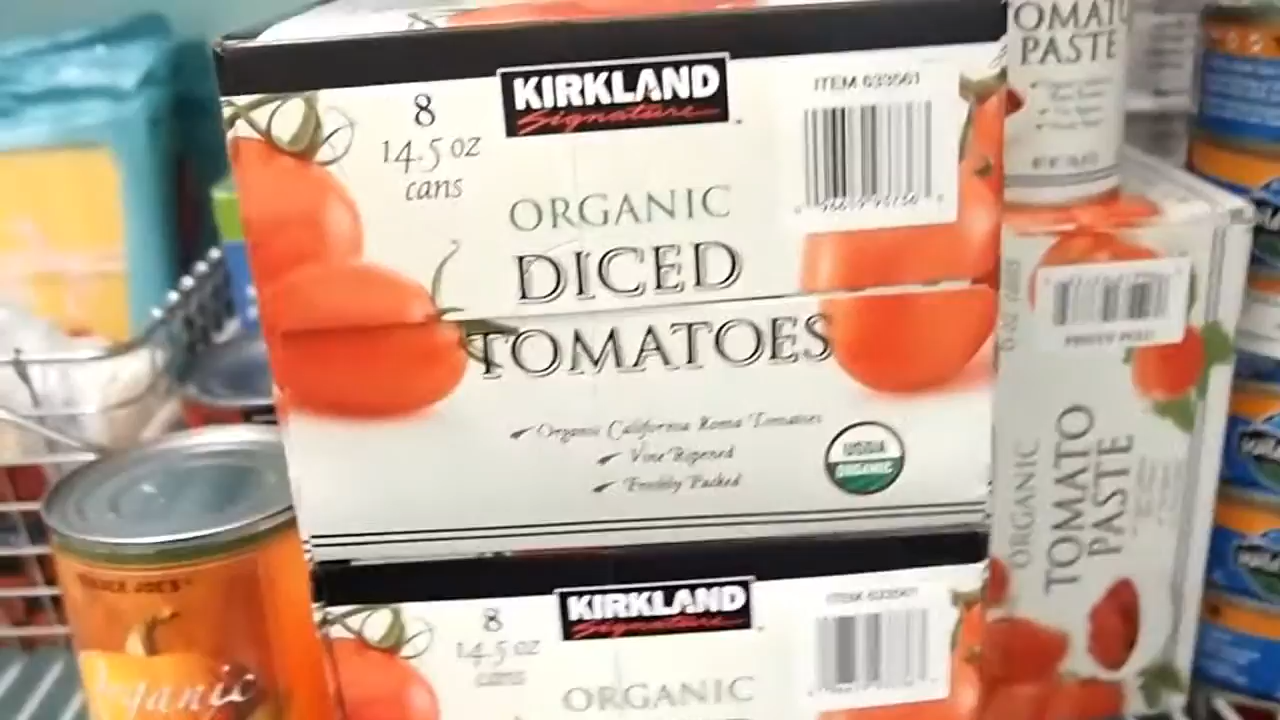 KIRKLAND
Signature
8
14.5 oz
cans
ORGANIC
DICED
TOMATOES
Organic California Roma Tomatoes
Vine Ripened
Freshly Packed
USDA
ORGANIC
TOMATO
PASTE
ORGANIC
TOMATO
PASTE
TRADER JOE'S
Organic
KIRKLAND
Signature
8
14.5 oz
cans
ORGANIC